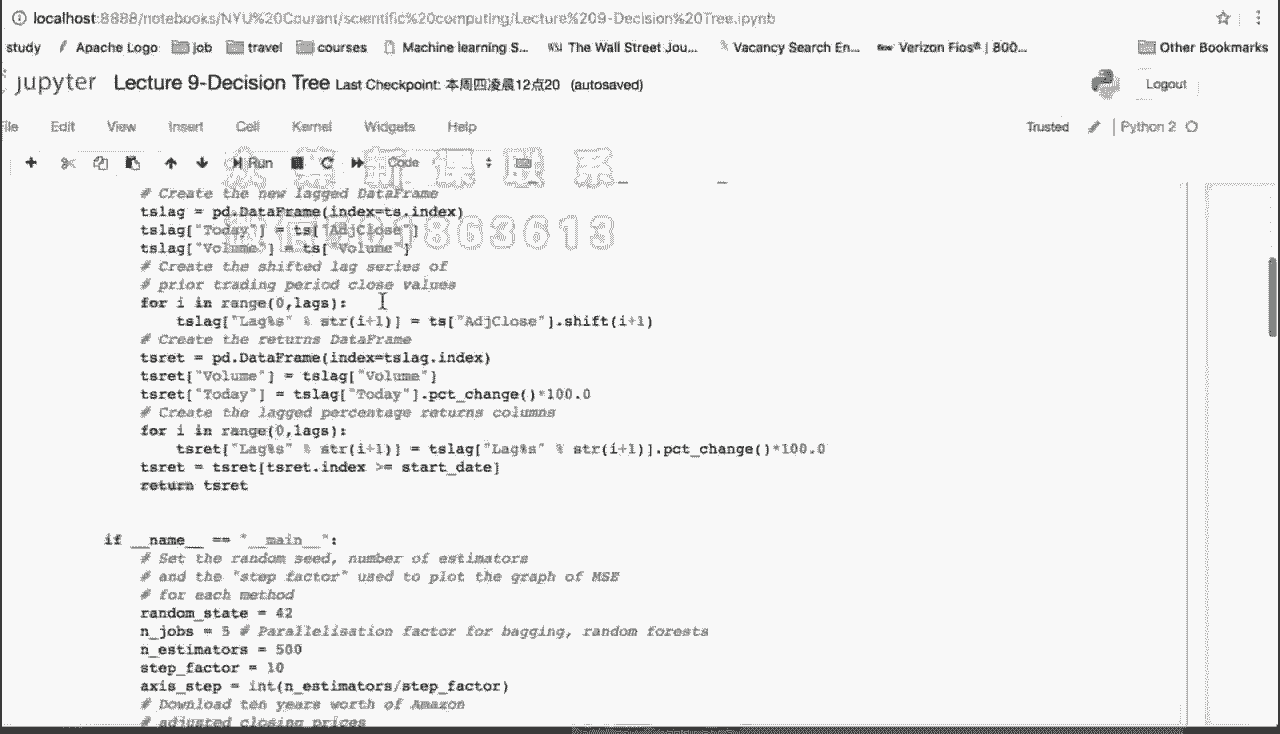 localhost:8888/notebooks/NYU%20Courant/scientific%20computing/Lecture%209-Decision%20Tree.ipynb
study Apache Logo job travel courses Machine learning S... WSJ The Wall Street Jou... Vacancy Search En... Verizon Fios® | 800... Other Bookmarks
jupyter Lecture 9-Decision Tree Last Checkpoint: 本周四凌晨12点20 (autosaved) Logout
File Edit View Insert Cell Kernel Widgets Help Trusted Python 2
Run Code
课 联 系
863613
# Create the new lagged DataFrame
tslag = pd.DataFrame(index=ts.index)
tslag["Today"] = ts["AdjClose"]
tslag["Volume"] = ts["Volume"]
# Create the shifted lag series of
# prior trading period close values
for i in range(0,lags):
tslag["Lag%s" % str(i+1)] = ts["AdjClose"].shift(i+1)
# Create the returns DataFrame
tsret = pd.DataFrame(index=tslag.index)
tsret["Volume"] = tslag["Volume"]
tsret["Today"] = tslag["Today"].pct_change()*100.0
# Create the lagged percentage returns columns
for i in range(0,lags):
tsret["Lag%s" % str(i+1)] = tslag["Lag%s" % str(i+1)].pct_change()*100.0
tsret = tsret[tsret.index >= start_date]
return tsret
if __name__ == "__main__":
# Set the random seed, number of estimators
# and the "step factor" used to plot the graph of MSE
# for each method
random_state = 42
n_jobs = 5 # Parallelisation factor for bagging, random forests
n_estimators = 500
step_factor = 10
axis_step = int(n_estimators/step_factor)
# Download ten years worth of Amazon
# adjusted closing prices